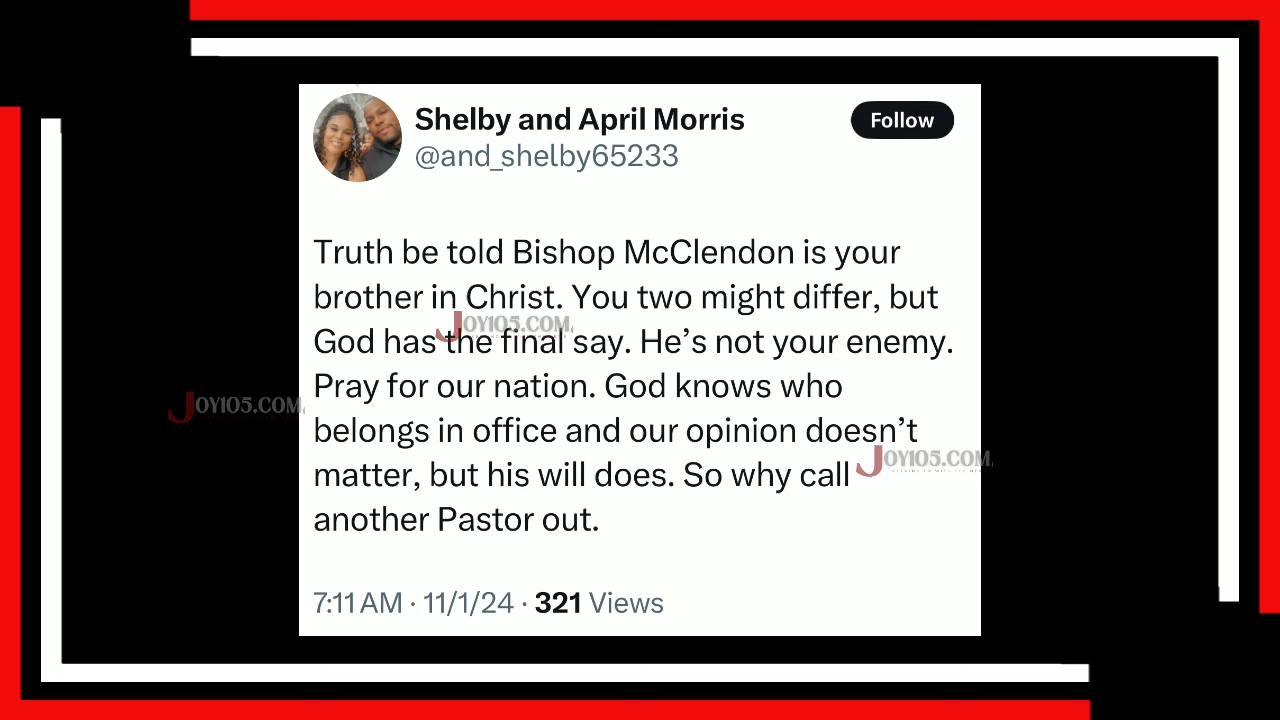 Shelby and April Morris
Follow
@and_shelby65233
Truth be told Bishop McClendon is your
brother in Christ. You two might differ, but
God has the final say. He’s not your enemy.
Pray for our nation. God knows who
belongs in office and our opinion doesn’t
matter, but his will does. So why call
another Pastor out.
7:11 AM · 11/1/24 · 321 Views
JOY105.COM
JOY105.COM
JOY105.COM